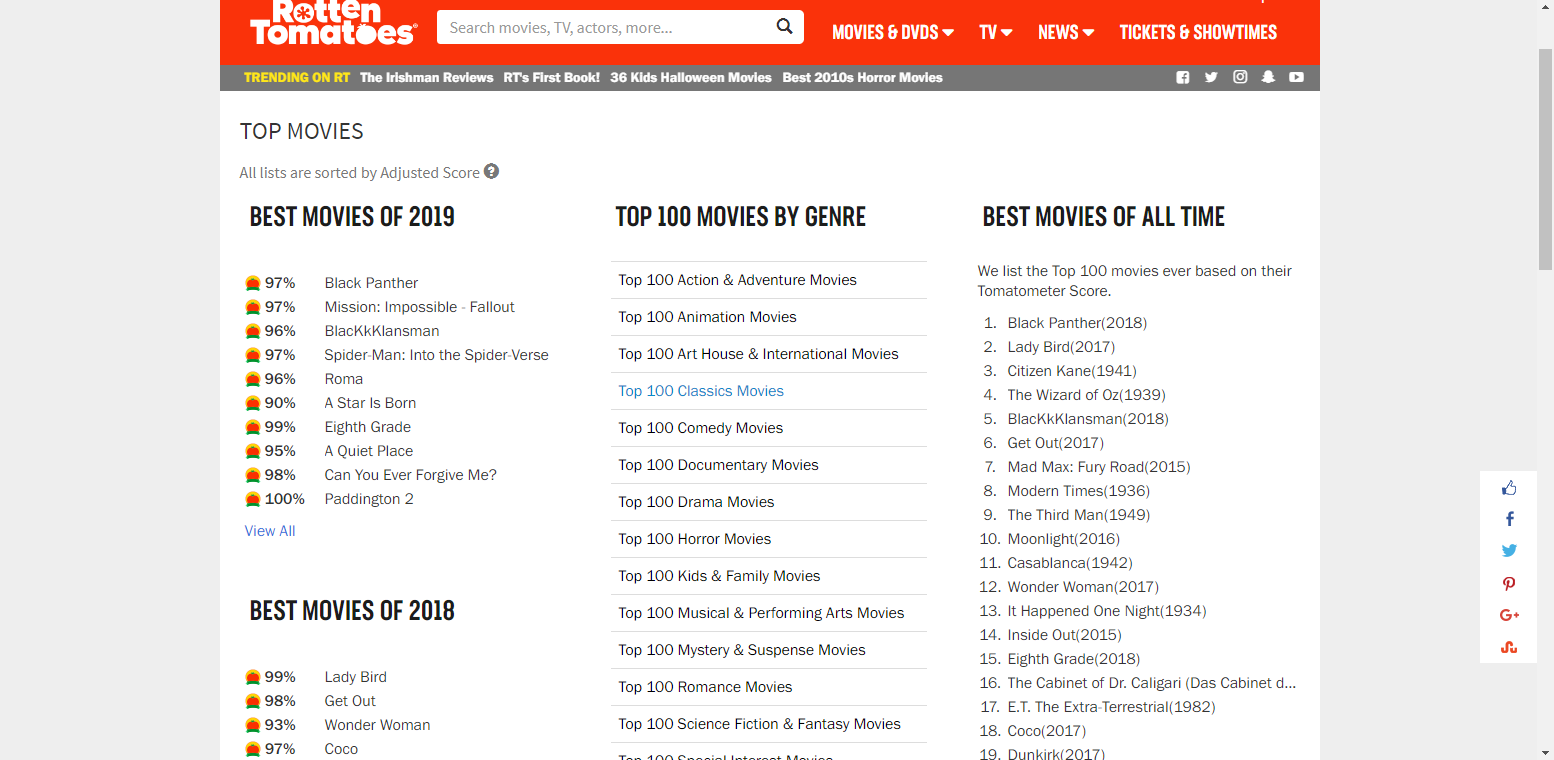 Rotten
Tomatoes®
Search movies, TV, actors, more...
MOVIES & DVDS
TV
NEWS
TICKETS & SHOWTIMES
TRENDING ON RT
The Irishman Reviews
RT's First Book!
36 Kids Halloween Movies
Best 2010s Horror Movies
TOP MOVIES
All lists are sorted by Adjusted Score ?
BEST MOVIES OF 2019
97% Black Panther
97% Mission: Impossible - Fallout
96% BlacKkKlansman
97% Spider-Man: Into the Spider-Verse
96% Roma
90% A Star Is Born
99% Eighth Grade
95% A Quiet Place
98% Can You Ever Forgive Me?
100% Paddington 2
View All
BEST MOVIES OF 2018
99% Lady Bird
98% Get Out
93% Wonder Woman
97% Coco
TOP 100 MOVIES BY GENRE
Top 100 Action & Adventure Movies
Top 100 Animation Movies
Top 100 Art House & International Movies
Top 100 Classics Movies
Top 100 Comedy Movies
Top 100 Documentary Movies
Top 100 Drama Movies
Top 100 Horror Movies
Top 100 Kids & Family Movies
Top 100 Musical & Performing Arts Movies
Top 100 Mystery & Suspense Movies
Top 100 Romance Movies
Top 100 Science Fiction & Fantasy Movies
Top 100 Special Interest Movies
BEST MOVIES OF ALL TIME
We list the Top 100 movies ever based on their
Tomatometer Score.
1. Black Panther(2018)
2. Lady Bird(2017)
3. Citizen Kane(1941)
4. The Wizard of Oz(1939)
5. BlacKkKlansman(2018)
6. Get Out(2017)
7. Mad Max: Fury Road(2015)
8. Modern Times(1936)
9. The Third Man(1949)
10. Moonlight(2016)
11. Casablanca(1942)
12. Wonder Woman(2017)
13. It Happened One Night(1934)
14. Inside Out(2015)
15. Eighth Grade(2018)
16. The Cabinet of Dr. Caligari (Das Cabinet d...
17. E.T. The Extra-Terrestrial(1982)
18. Coco(2017)
19. Dunkirk(2017)